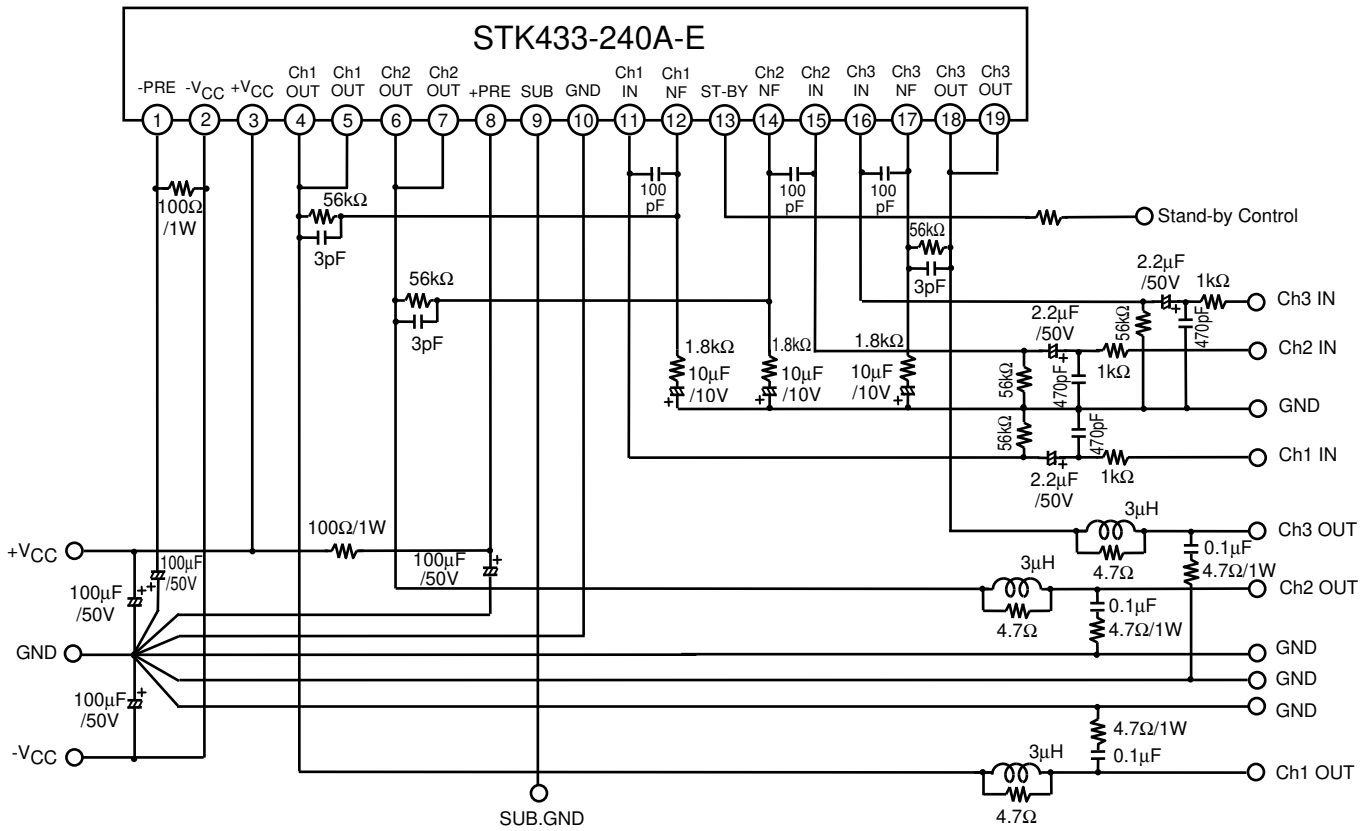 STK433-240A-E
-PRE
-VCC
+VCC
Ch1
OUT
Ch1
OUT
Ch2
OUT
Ch2
OUT
+PRE
SUB
GND
Ch1
IN
Ch1
NF
ST-BY
Ch2
NF
Ch2
IN
Ch3
IN
Ch3
NF
Ch3
OUT
Ch3
OUT
1
2
3
4
5
6
7
8
9
10
11
12
13
14
15
16
17
18
19
100Ω
/1W
56kΩ
3pF
100
pF
100
pF
100
pF
Stand-by Control
56kΩ
3pF
56kΩ
3pF
2.2μF
/50V
1kΩ
Ch3 IN
56kΩ
470pF
2.2μF
/50V
1kΩ
Ch2 IN
1.8kΩ
10μF
/10V
1.8kΩ
10μF
/10V
1.8kΩ
10μF
/10V
56kΩ
470pF
GND
56kΩ
470pF
Ch1 IN
2.2μF
/50V
1kΩ
3μH
4.7Ω
Ch3 OUT
0.1μF
4.7Ω/1W
+VCC
100Ω/1W
100μF
/50V
100μF
/50V
100μF
/50V
3μH
4.7Ω
Ch2 OUT
0.1μF
4.7Ω/1W
GND
GND
GND
GND
100μF
/50V
-VCC
4.7Ω/1W
0.1μF
3μH
4.7Ω
Ch1 OUT
SUB.GND
+
+
+
+
+
+
+
+
+
+